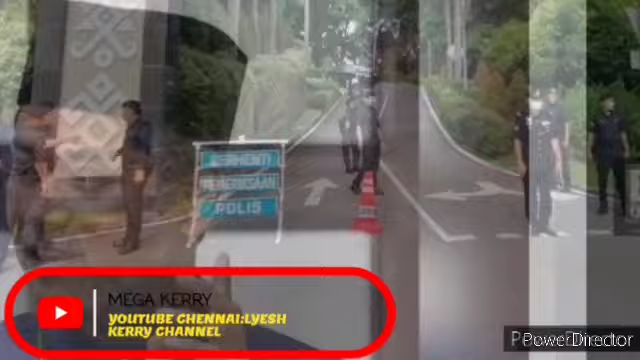 BERHENTI
PEMERIKSAAN
POLIS
MEGA KERRY
YOUTUBE CHENNAI:LYESH
KERRY CHANNEL
PowerDirector